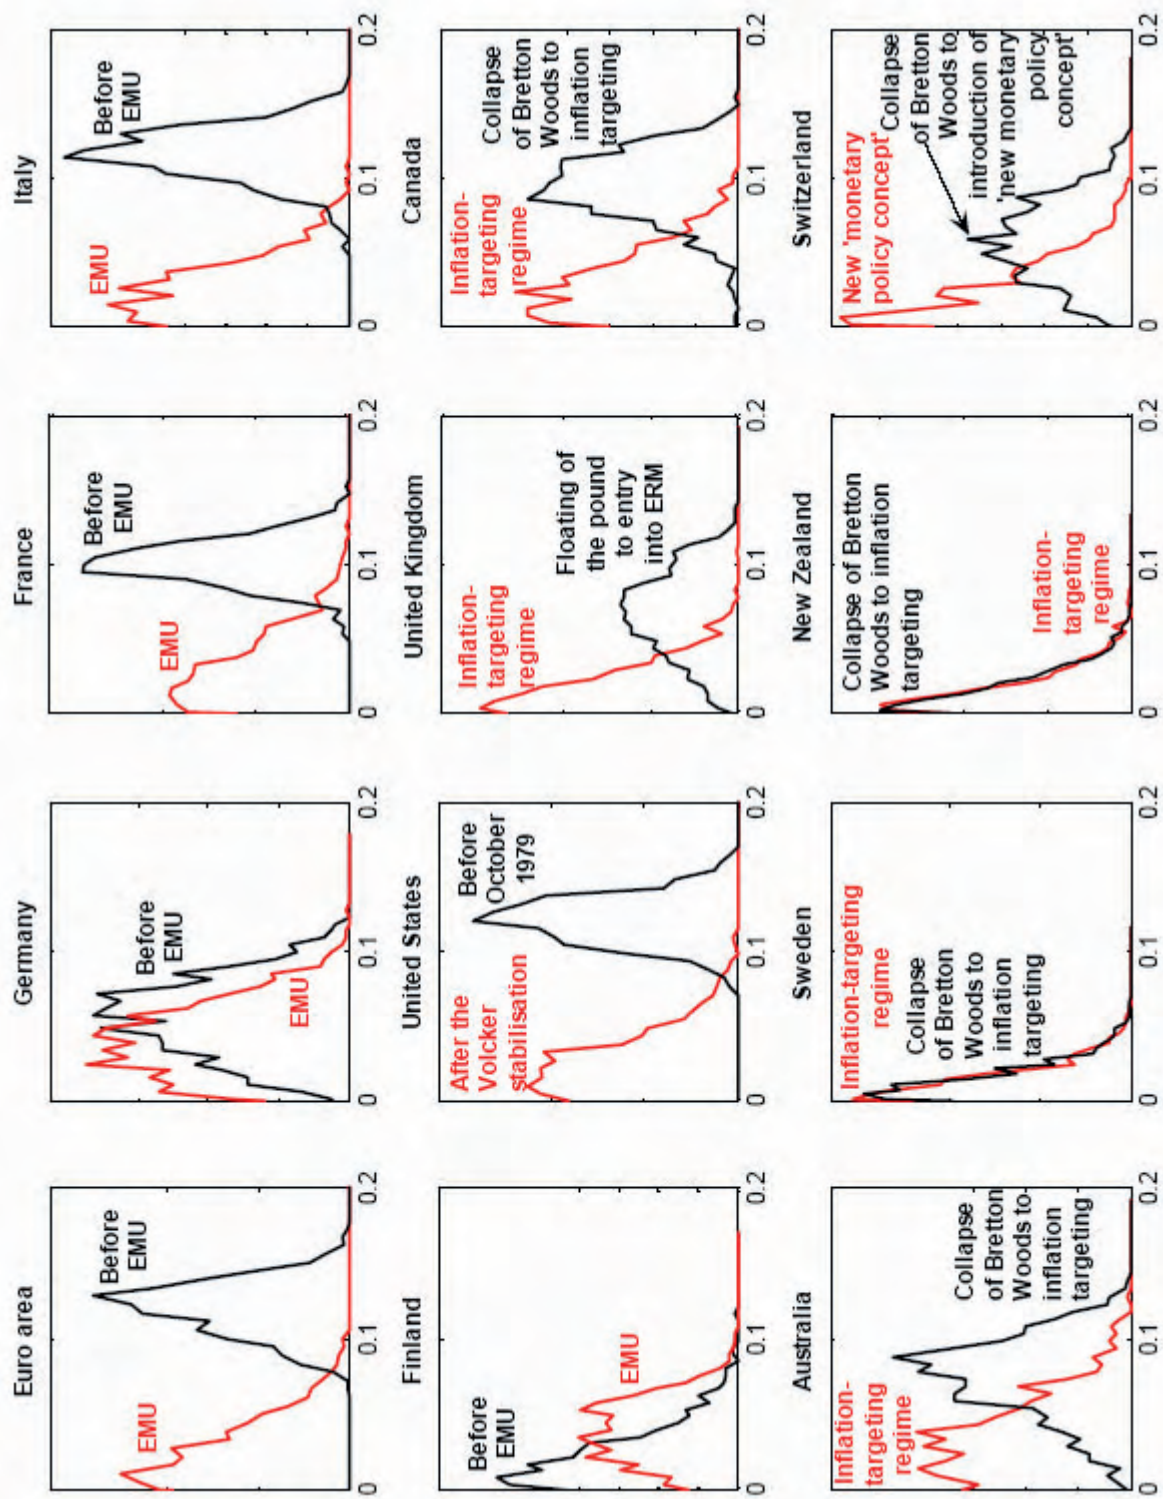 Euro area
Before
EMU
EMU
0
0.1
0.2
Germany
Before
EMU
EMU
0
0.1
0.2
France
Before
EMU
EMU
0
0.1
0.2
Italy
Before
EMU
EMU
0
0.1
0.2
Finland
Before
EMU
EMU
0
0.1
0.2
United States
After the
Volcker
stabilisation
Before
October
1979
0
0.1
0.2
United Kingdom
Inflation-
targeting
regime
Floating of
the pound
to entry
into ERM
0
0.1
0.2
Canada
Inflation-
targeting
regime
Collapse
of Bretton
Woods to
inflation
targeting
0
0.1
0.2
Australia
Inflation-
targeting
regime
Collapse
of Bretton
Woods to
inflation
targeting
0
0.1
0.2
Sweden
Inflation-targeting
regime
Collapse
of Bretton
Woods to
inflation
targeting
0
0.1
0.2
New Zealand
Collapse of Bretton
Woods to inflation
targeting
Inflation-
targeting
regime
0
0.1
0.2
Switzerland
New 'monetary
policy concept'
Collapse
of Bretton
Woods to
introduction of
'new monetary
policy
concept'
0
0.1
0.2